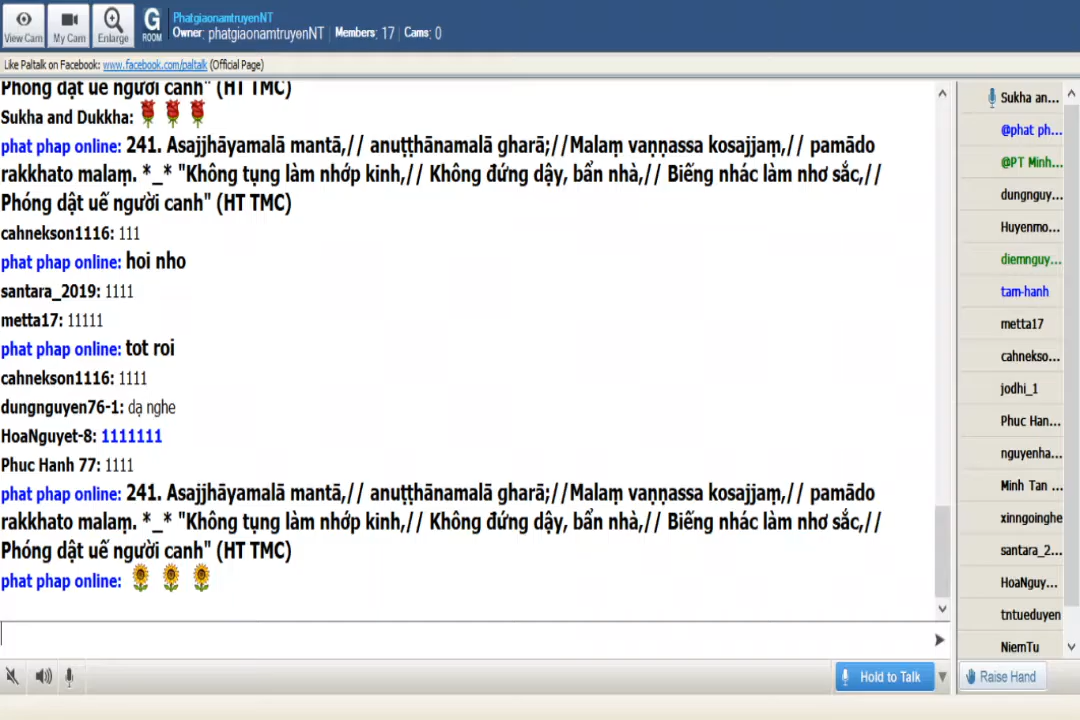 PhatgiaonamtruyenNT
View Cam My Cam Enlarge G ROOM Owner: phatgiaonamtruyenNT Members: 17 Cams: 0
Like Paltalk on Facebook: www.facebook.com/paltalk (Official Page)
Phóng dật uế người canh" (HT TMC)
Sukha and Dukkha:
phat phap online: 241. Asajjhāyamalā mantā,// anuṭṭhānamalā gharā;//Malaṃ vaṇṇassa kosajjaṃ,// pamādo
rakkhato malaṃ. *_* "Không tụng làm nhớp kinh,// Không đứng dậy, bẩn nhà,// Biếng nhác làm nhơ sắc,//
Phóng dật uế người canh" (HT TMC)
cahnekson1116: 111
phat phap online: hoi nho
santara_2019: 1111
metta17: 11111
phat phap online: tot roi
cahnekson1116: 1111
dungnguyen76-1: dạ nghe
HoaNguyet-8: 1111111
Phuc Hanh 77: 1111
phat phap online: 241. Asajjhāyamalā mantā,// anuṭṭhānamalā gharā;//Malaṃ vaṇṇassa kosajjaṃ,// pamādo
rakkhato malaṃ. *_* "Không tụng làm nhớp kinh,// Không đứng dậy, bẩn nhà,// Biếng nhác làm nhơ sắc,//
Phóng dật uế người canh" (HT TMC)
phat phap online:
Sukha an...
@phat ph...
@PT Minh...
dungnguy...
Huyenmo...
diemnguy...
tam-hanh
metta17
cahnekso...
jodhi_1
Phuc Han...
nguyenha...
Minh Tan ...
xinngoinghe
santara_2...
HoaNguy...
tntueduyen
NiemTu
Hold to Talk
Raise Hand